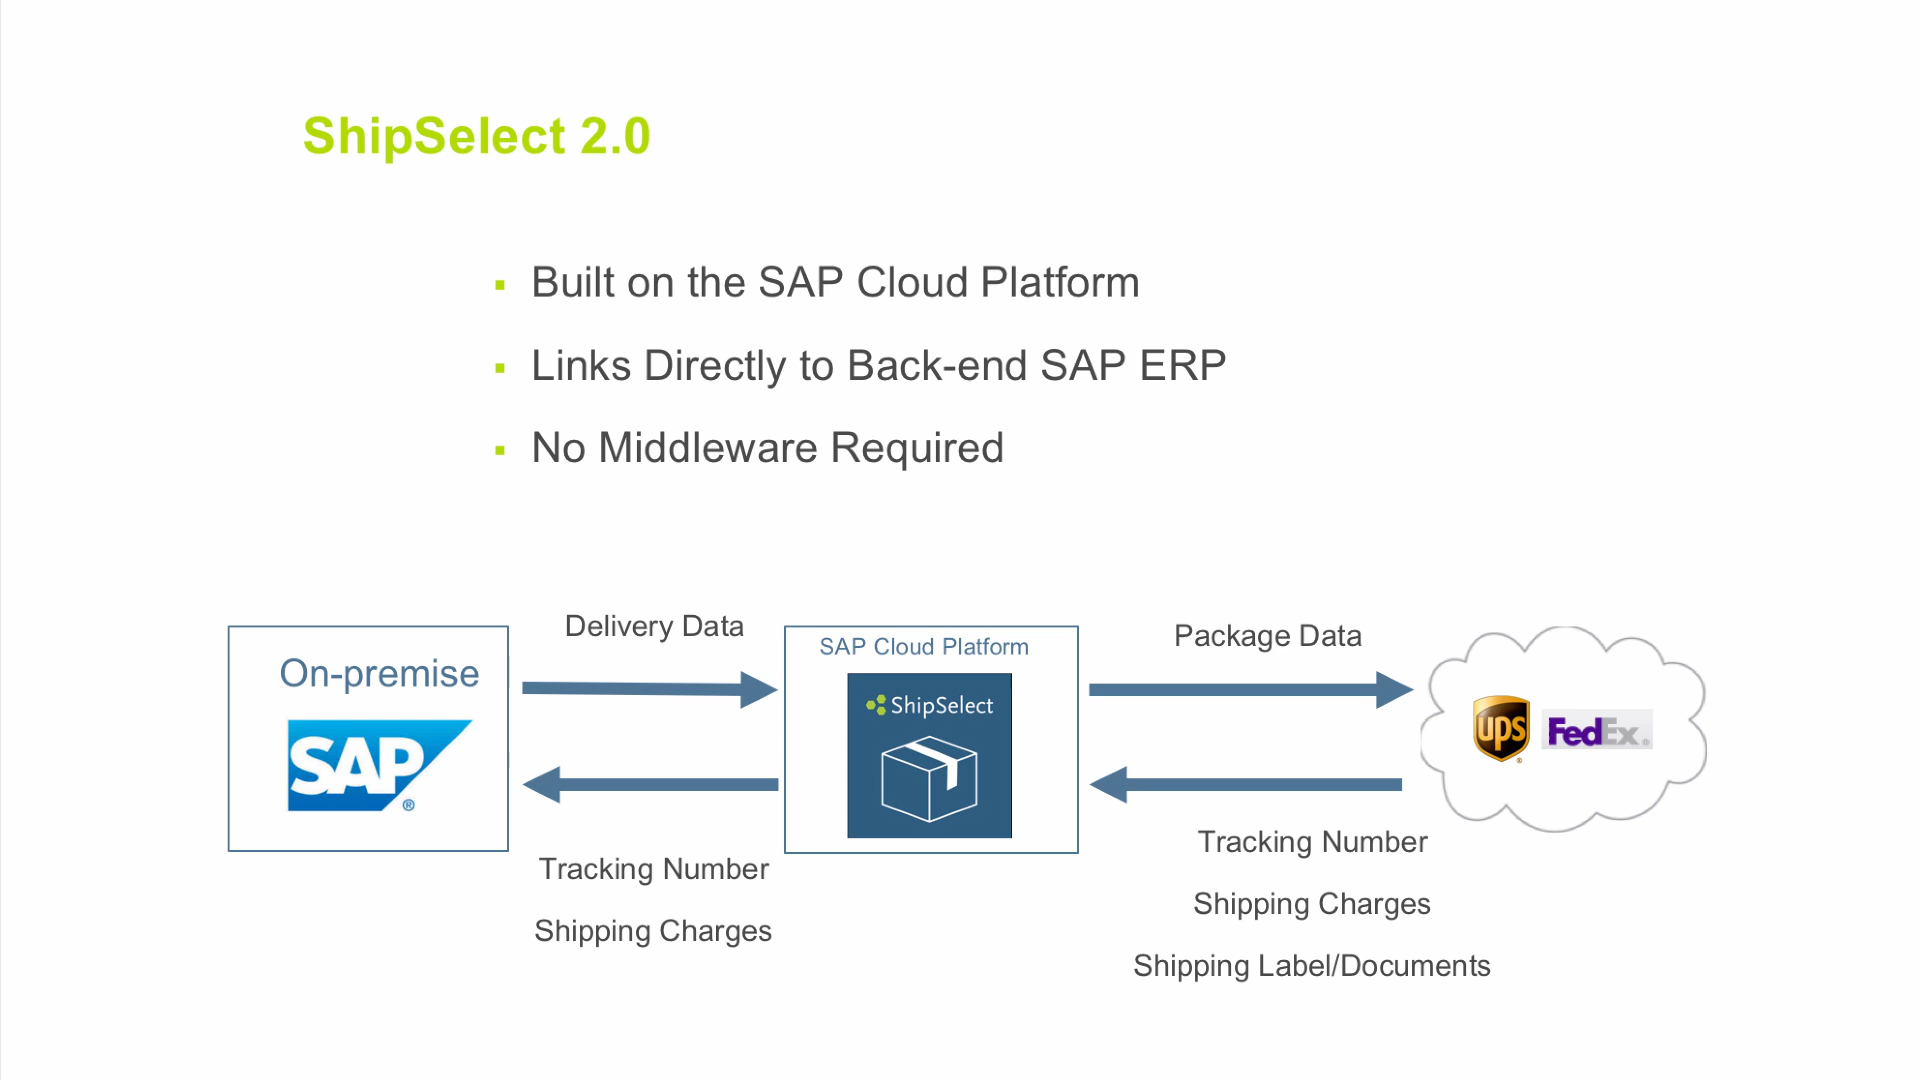 ShipSelect 2.0
▪ Built on the SAP Cloud Platform
▪ Links Directly to Back-end SAP ERP
▪ No Middleware Required
On-premise
SAP ®
Delivery Data
Tracking Number
Shipping Charges
SAP Cloud Platform
ShipSelect
Package Data
Tracking Number
Shipping Charges
Shipping Label/Documents
ups ®
FedEx ®